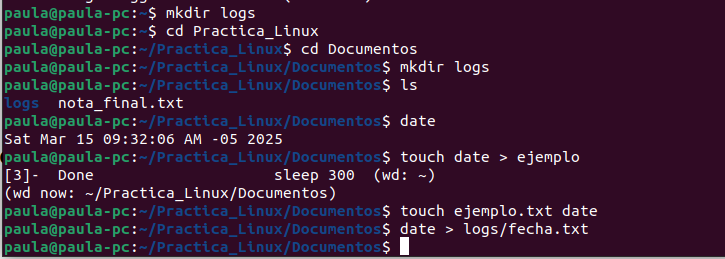 paula@paula-pc:~$ mkdir logs
paula@paula-pc:~$ cd Practica_Linux
paula@paula-pc:~/Practica_Linux$ cd Documentos
paula@paula-pc:~/Practica_Linux/Documentos$ mkdir logs
paula@paula-pc:~/Practica_Linux/Documentos$ ls
logs  nota_final.txt
paula@paula-pc:~/Practica_Linux/Documentos$ date
Sat Mar 15 09:32:06 AM -05 2025
paula@paula-pc:~/Practica_Linux/Documentos$ touch date > ejemplo
[3]-  Done                    sleep 300  (wd: ~)
(wd now: ~/Practica_Linux/Documentos)
paula@paula-pc:~/Practica_Linux/Documentos$ touch ejemplo.txt date
paula@paula-pc:~/Practica_Linux/Documentos$ date > logs/fecha.txt
paula@paula-pc:~/Practica_Linux/Documentos$